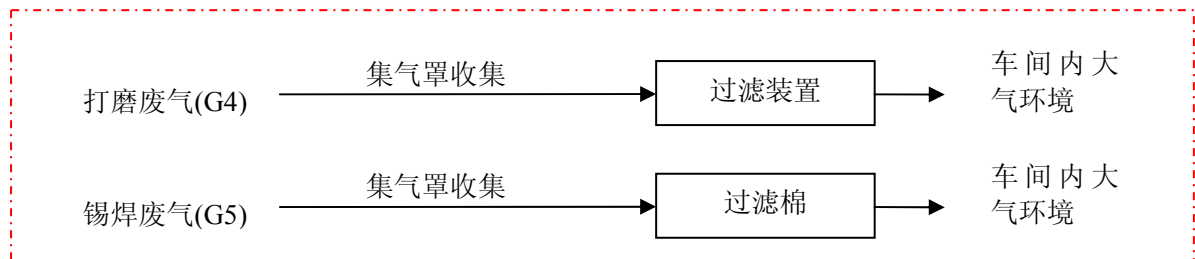 打磨废气(G4)
集气罩收集
过滤装置
车间内大
气环境
锡焊废气(G5)
集气罩收集
过滤棉
车间内大
气环境